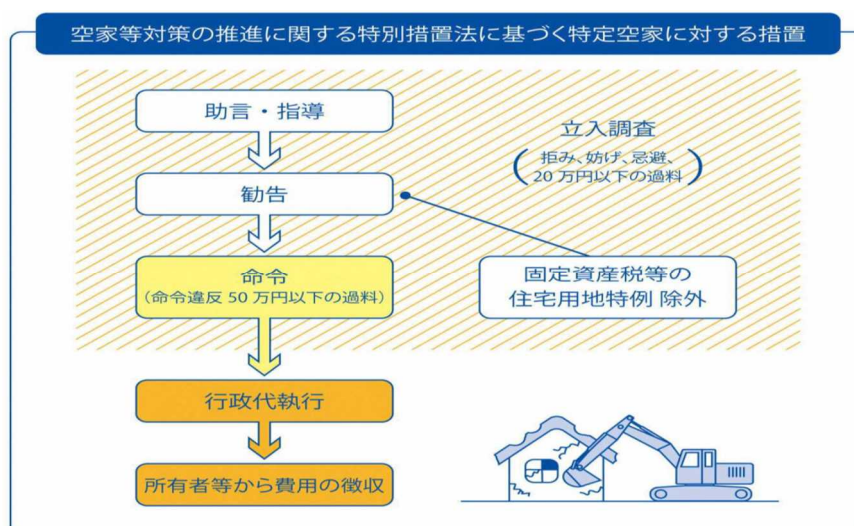 空家等対策の推進に関する特別措置法に基づく特定空家に対する措置
助言・指導
立入調査
(拒み、妨げ、忌避、
20万円以下の過料)
勧告
命令
(命令違反50万円以下の過料)
固定資産税等の
住宅用地特例 除外
行政代執行
所有者等から費用の徴収